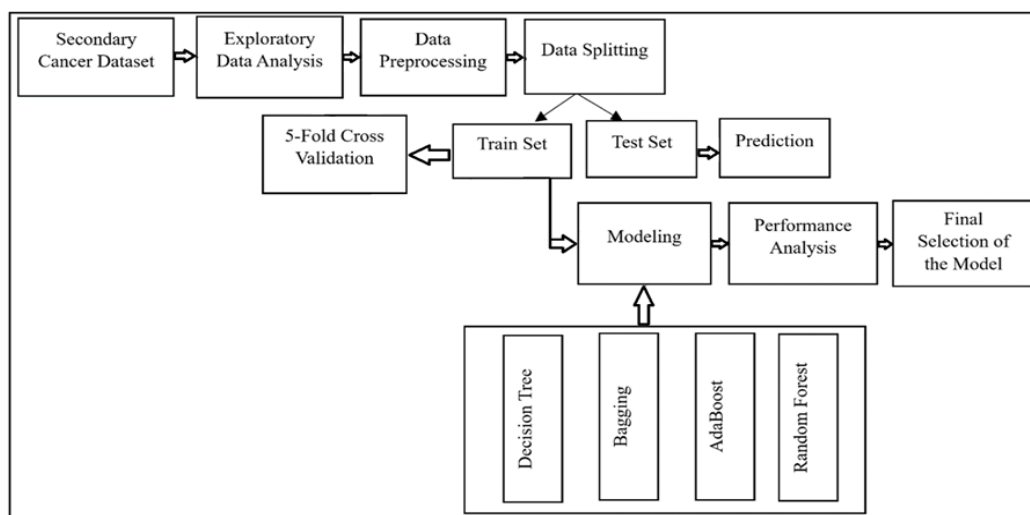 Secondary
Cancer Dataset
Exploratory
Data Analysis
Data
Preprocessing
Data Splitting
5-Fold Cross
Validation
Train Set
Test Set
Prediction
Modeling
Performance
Analysis
Final
Selection of
the Model
Decision Tree
Bagging
AdaBoost
Random Forest